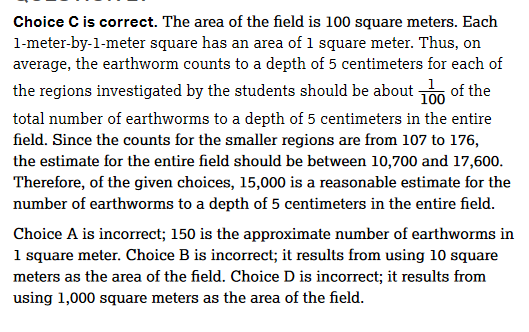 Choice C is correct. The area of the field is 100 square meters. Each
1-meter-by-1-meter square has an area of 1 square meter. Thus, on
average, the earthworm counts to a depth of 5 centimeters for each of
the regions investigated by the students should be about 1/100 of the
total number of earthworms to a depth of 5 centimeters in the entire
field. Since the counts for the smaller regions are from 107 to 176,
the estimate for the entire field should be between 10,700 and 17,600.
Therefore, of the given choices, 15,000 is a reasonable estimate for the
number of earthworms to a depth of 5 centimeters in the entire field.
Choice A is incorrect; 150 is the approximate number of earthworms in
1 square meter. Choice B is incorrect; it results from using 10 square
meters as the area of the field. Choice D is incorrect; it results from
using 1,000 square meters as the area of the field.